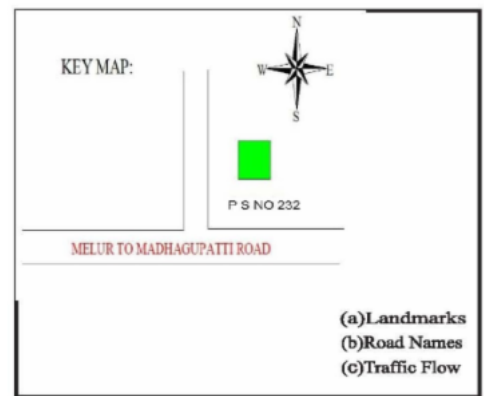 N
KEY MAP:
W E
S
P S NO 232
MELUR TO MADHAGUPATTI ROAD
(a)Landmarks
(b)Road Names
(c)Traffic Flow